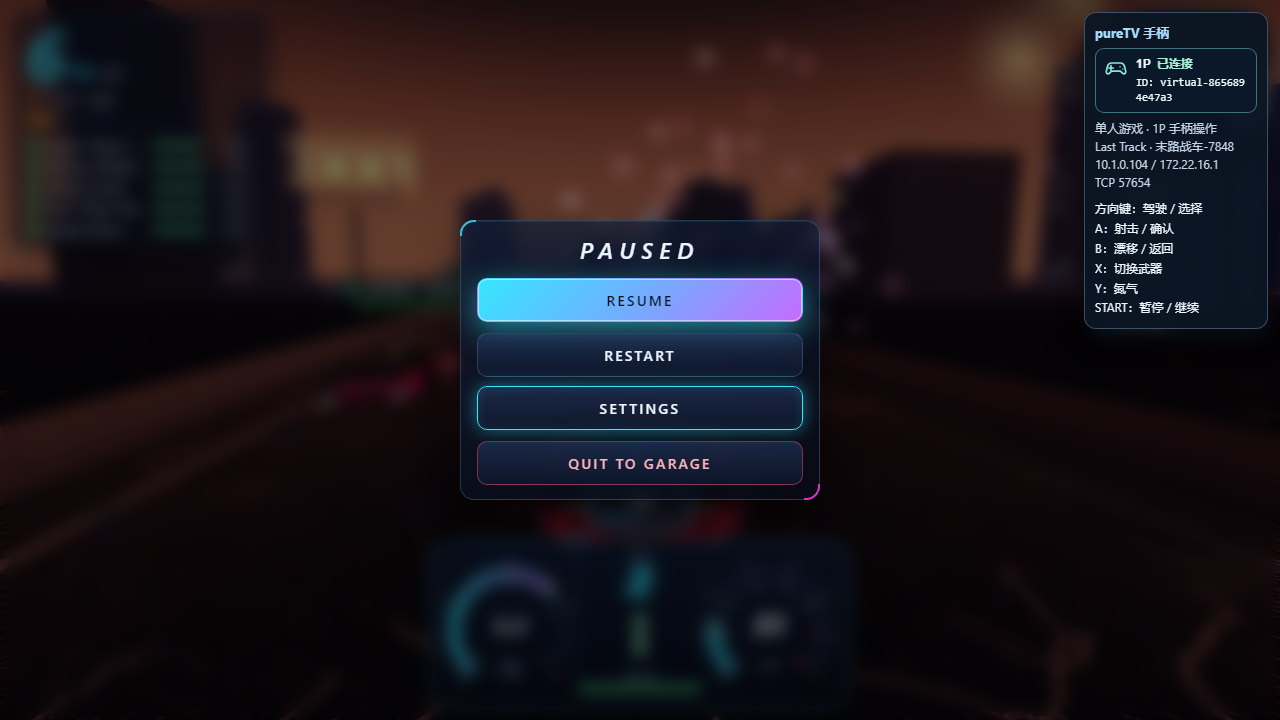 PAUSED
RESUME
RESTART
SETTINGS
QUIT TO GARAGE
pureTV 手柄
1P 已连接
ID: virtual-865689
4e47a3
单人游戏 · 1P 手柄操作
Last Track · 末路战车-7848
10.1.0.104 / 172.22.16.1
TCP 57654
方向键：驾驶 / 选择
A：射击 / 确认
B：漂移 / 返回
X：切换武器
Y：氮气
START：暂停 / 继续